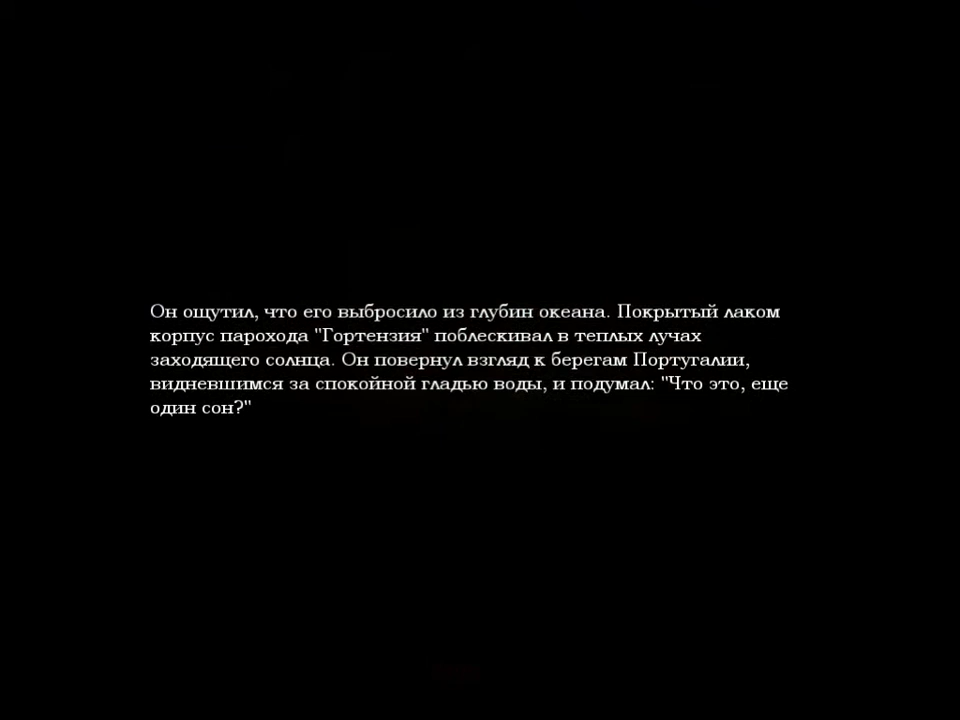 Он ощутил, что его выбросило из глубин океана. Покрытый лаком
корпус парохода "Гортензия" поблескивал в теплых лучах
заходящего солнца. Он повернул взгляд к берегам Португалии,
видневшимся за спокойной гладью воды, и подумал: "Что это, еще
один сон?"